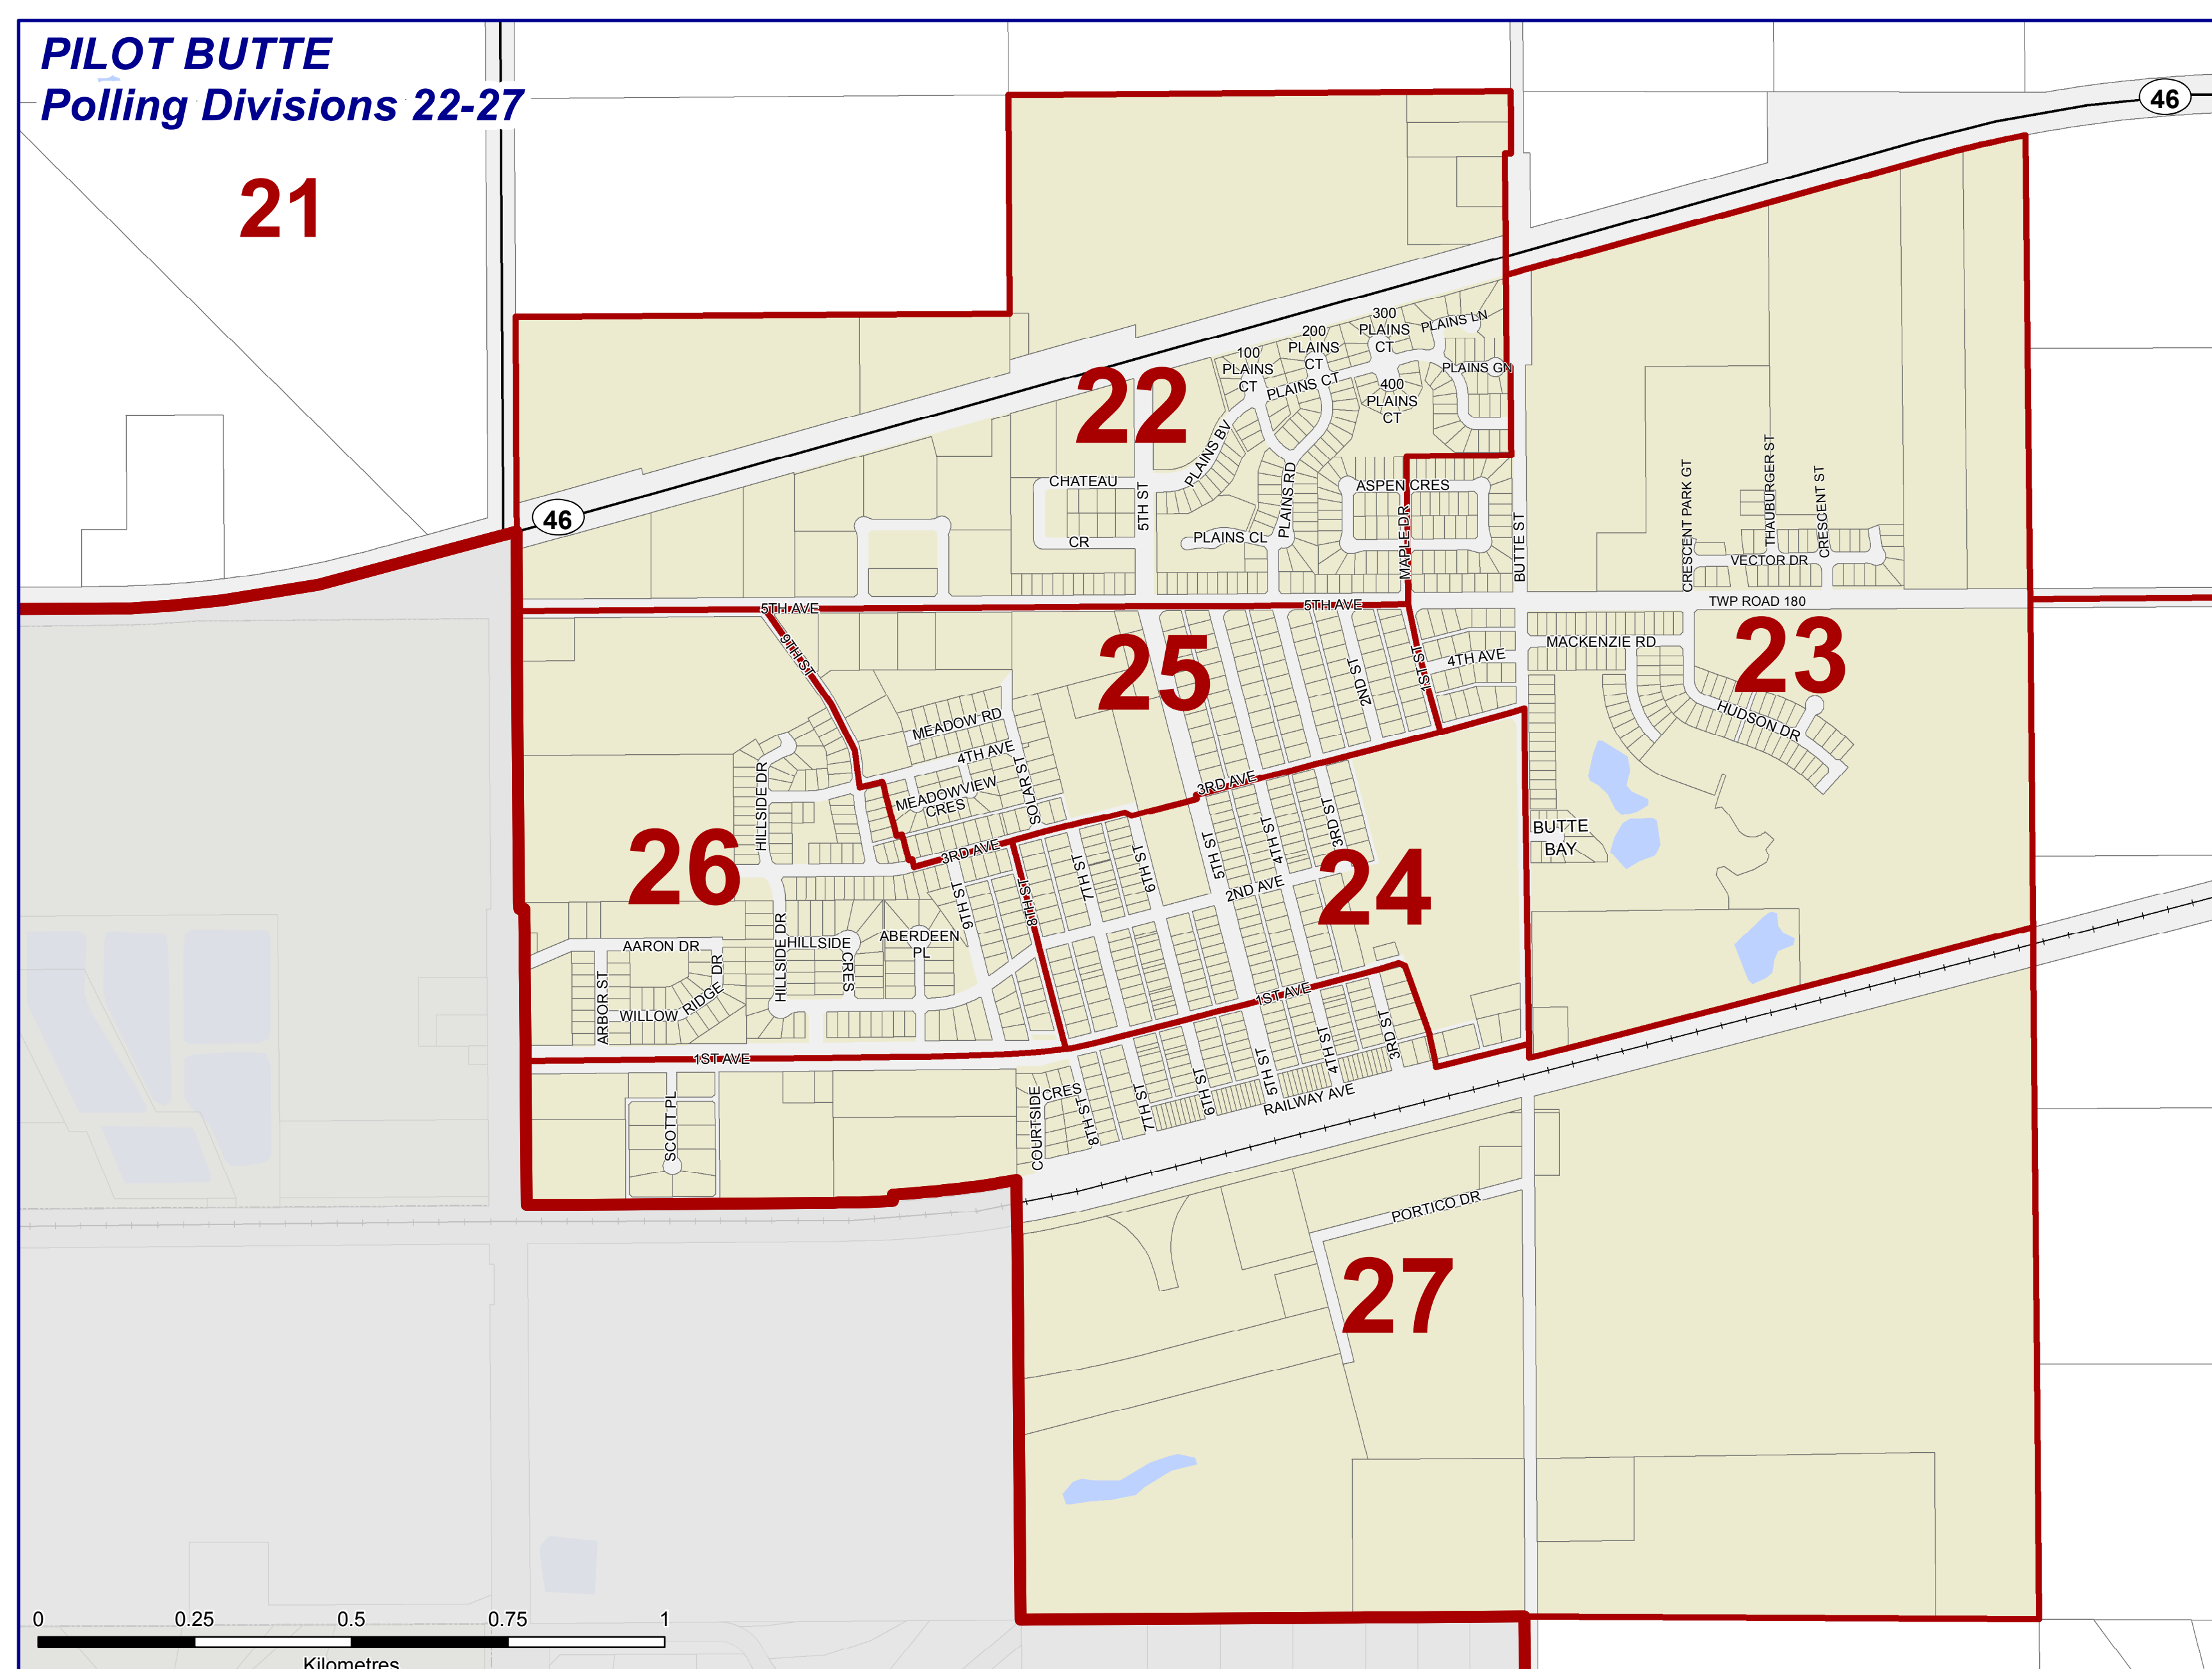 PILOT BUTTE
Polling Divisions 22-27
46
21
300
PLAINS
CT
PLAINS LN
200
PLAINS
CT
100
PLAINS
CT
PLAINS GN
PLAINS CT
400
PLAINS
CT
22
PLAINS BV
CHATEAU
5TH ST
PLAINS RD
ASPEN CRES
CRESCENT PARK GT
THAUBURGER ST
CRESCENT ST
46
CR
PLAINS CL
MAPLE DR
BUTTE ST
VECTOR DR
5TH AVE
5TH AVE
TWP ROAD 180
9TH ST
25
2ND ST
1ST ST
4TH AVE
MACKENZIE RD
23
MEADOW RD
HUDSON DR
4TH AVE
HILLSIDE DR
MEADOWVIEW
CRES
SOLAR ST
3RD AVE
26
3RD AVE
7TH ST
6TH ST
5TH ST
4TH ST
3RD ST
BUTTE
BAY
9TH ST
8TH ST
2ND AVE
24
AARON DR
HILLSIDE DR
HILLSIDE
CRES
ABERDEEN
PL
ARBOR ST
WILLOW
RIDGE
DR
1ST AVE
1ST AVE
SCOTT PL
COURTSIDE
CRES
8TH ST
7TH ST
6TH ST
5TH ST
4TH ST
3RD ST
RAILWAY AVE
PORTICO DR
27
0
0.25
0.5
0.75
1
Kilometres